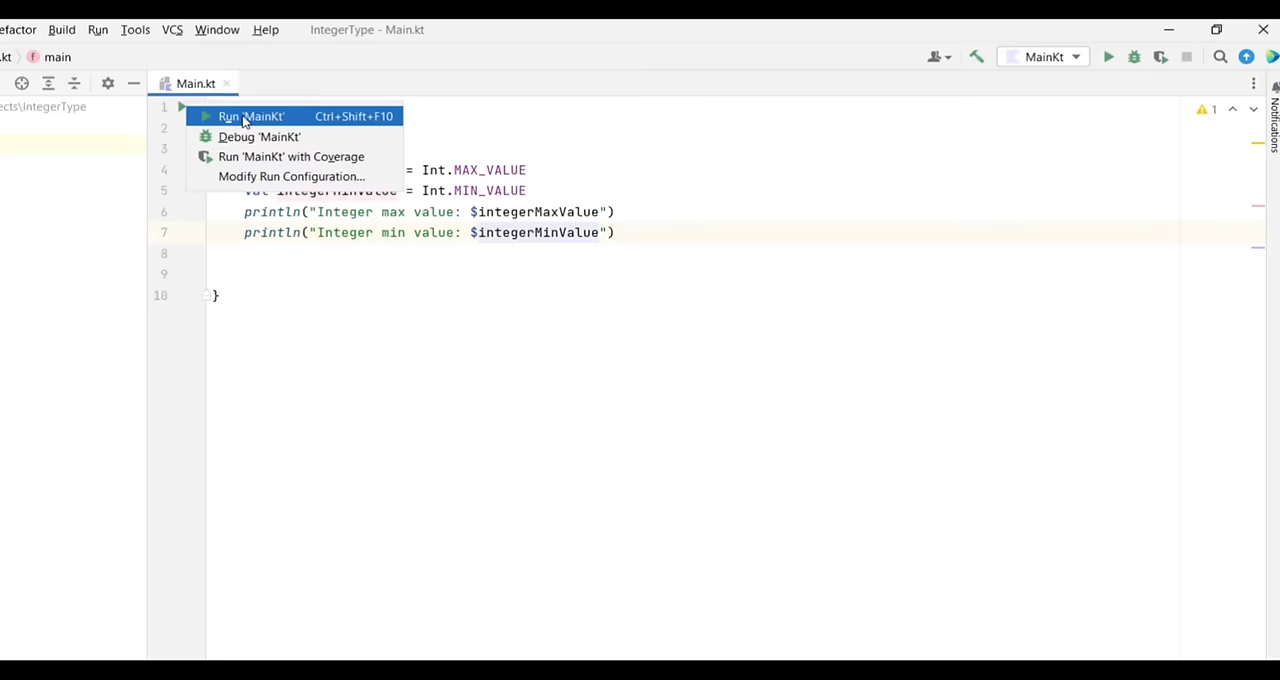 efactor Build Run Tools VCS Window Help IntegerType - Main.kt
.kt main MainKt
Main.kt
ects\IntegerType
1
Run 'MainKt' Ctrl+Shift+F10
1
2
Debug 'MainKt'
3
Run 'MainKt' with Coverage
Modify Run Configuration...
4 = Int.MAX_VALUE
5 val integerMinValue = Int.MIN_VALUE
6 println("Integer max value: $integerMaxValue")
7 println("Integer min value: $integerMinValue")
8
9
10 }
Notifications